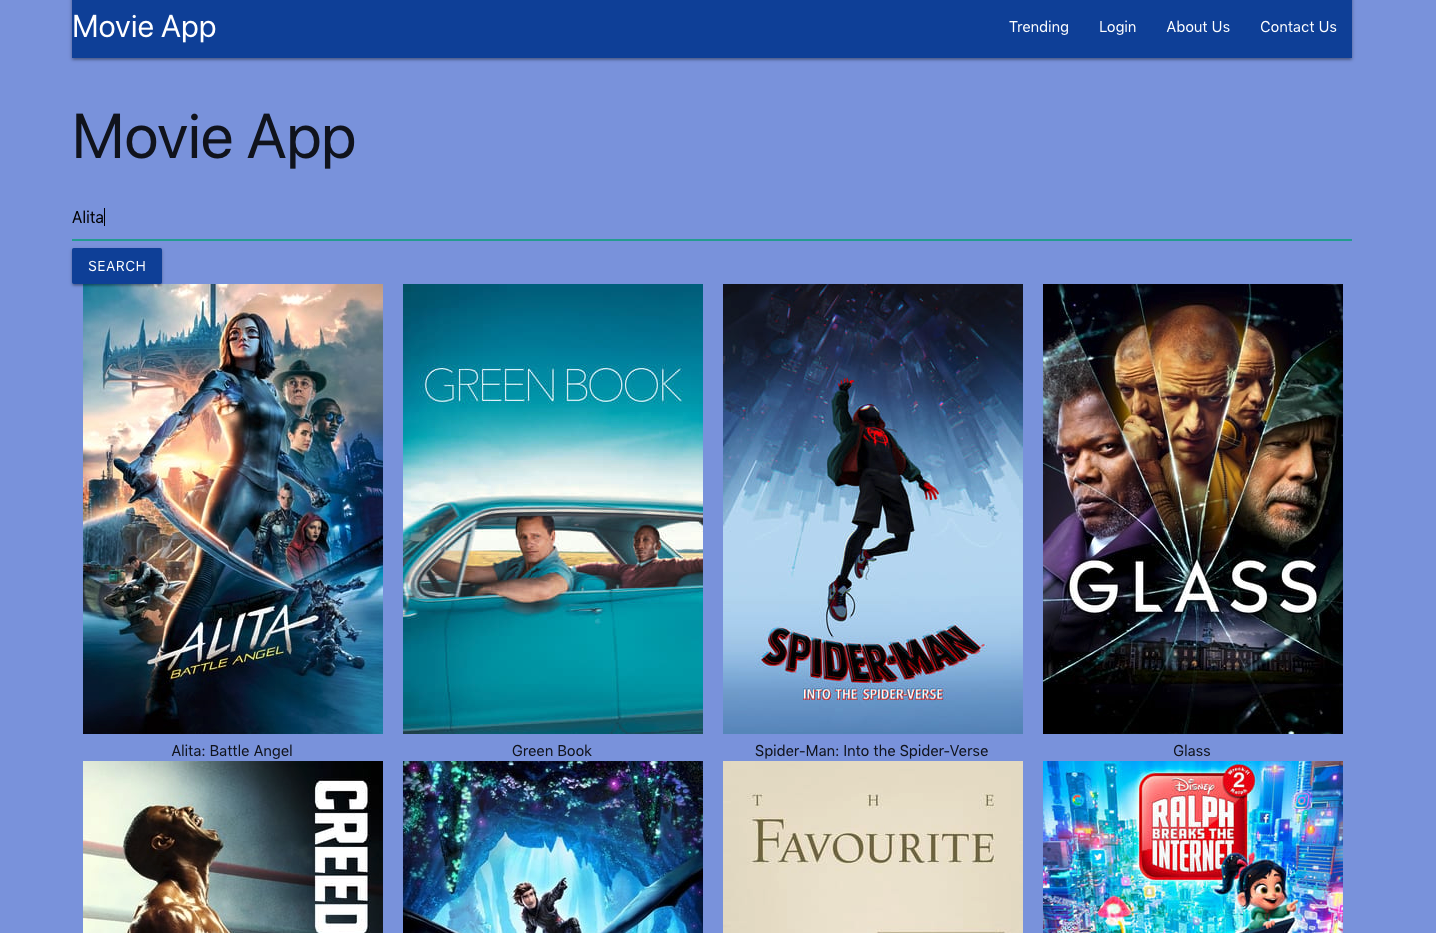 Movie App
Trending Login About Us Contact Us
Movie App
Alita
SEARCH
ALITA
BATTLE ANGEL
GREEN BOOK
SPIDER-MAN
INTO THE SPIDER-VERSE
GLASS
Alita: Battle Angel
Green Book
Spider-Man: Into the Spider-Verse
Glass
CREED
THE
FAVOURITE
Disney
RALPH
BREAKS THE
INTERNET
2